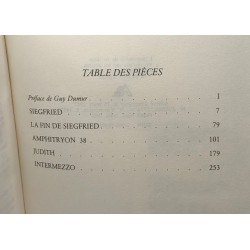 TABLE DES PIÈCES
Préface de Guy Dumur . . . . . . . . . . 1
SIEGFRIED . . . . . . . . . . . . . 7
LA FIN DE SIEGFRIED . . . . . . . . . . 79
AMPHITRYON 38 . . . . . . . . . . . 101
JUDITH . . . . . . . . . . . . . . 179
INTERMEZZO . . . . . . . . . . . . 253